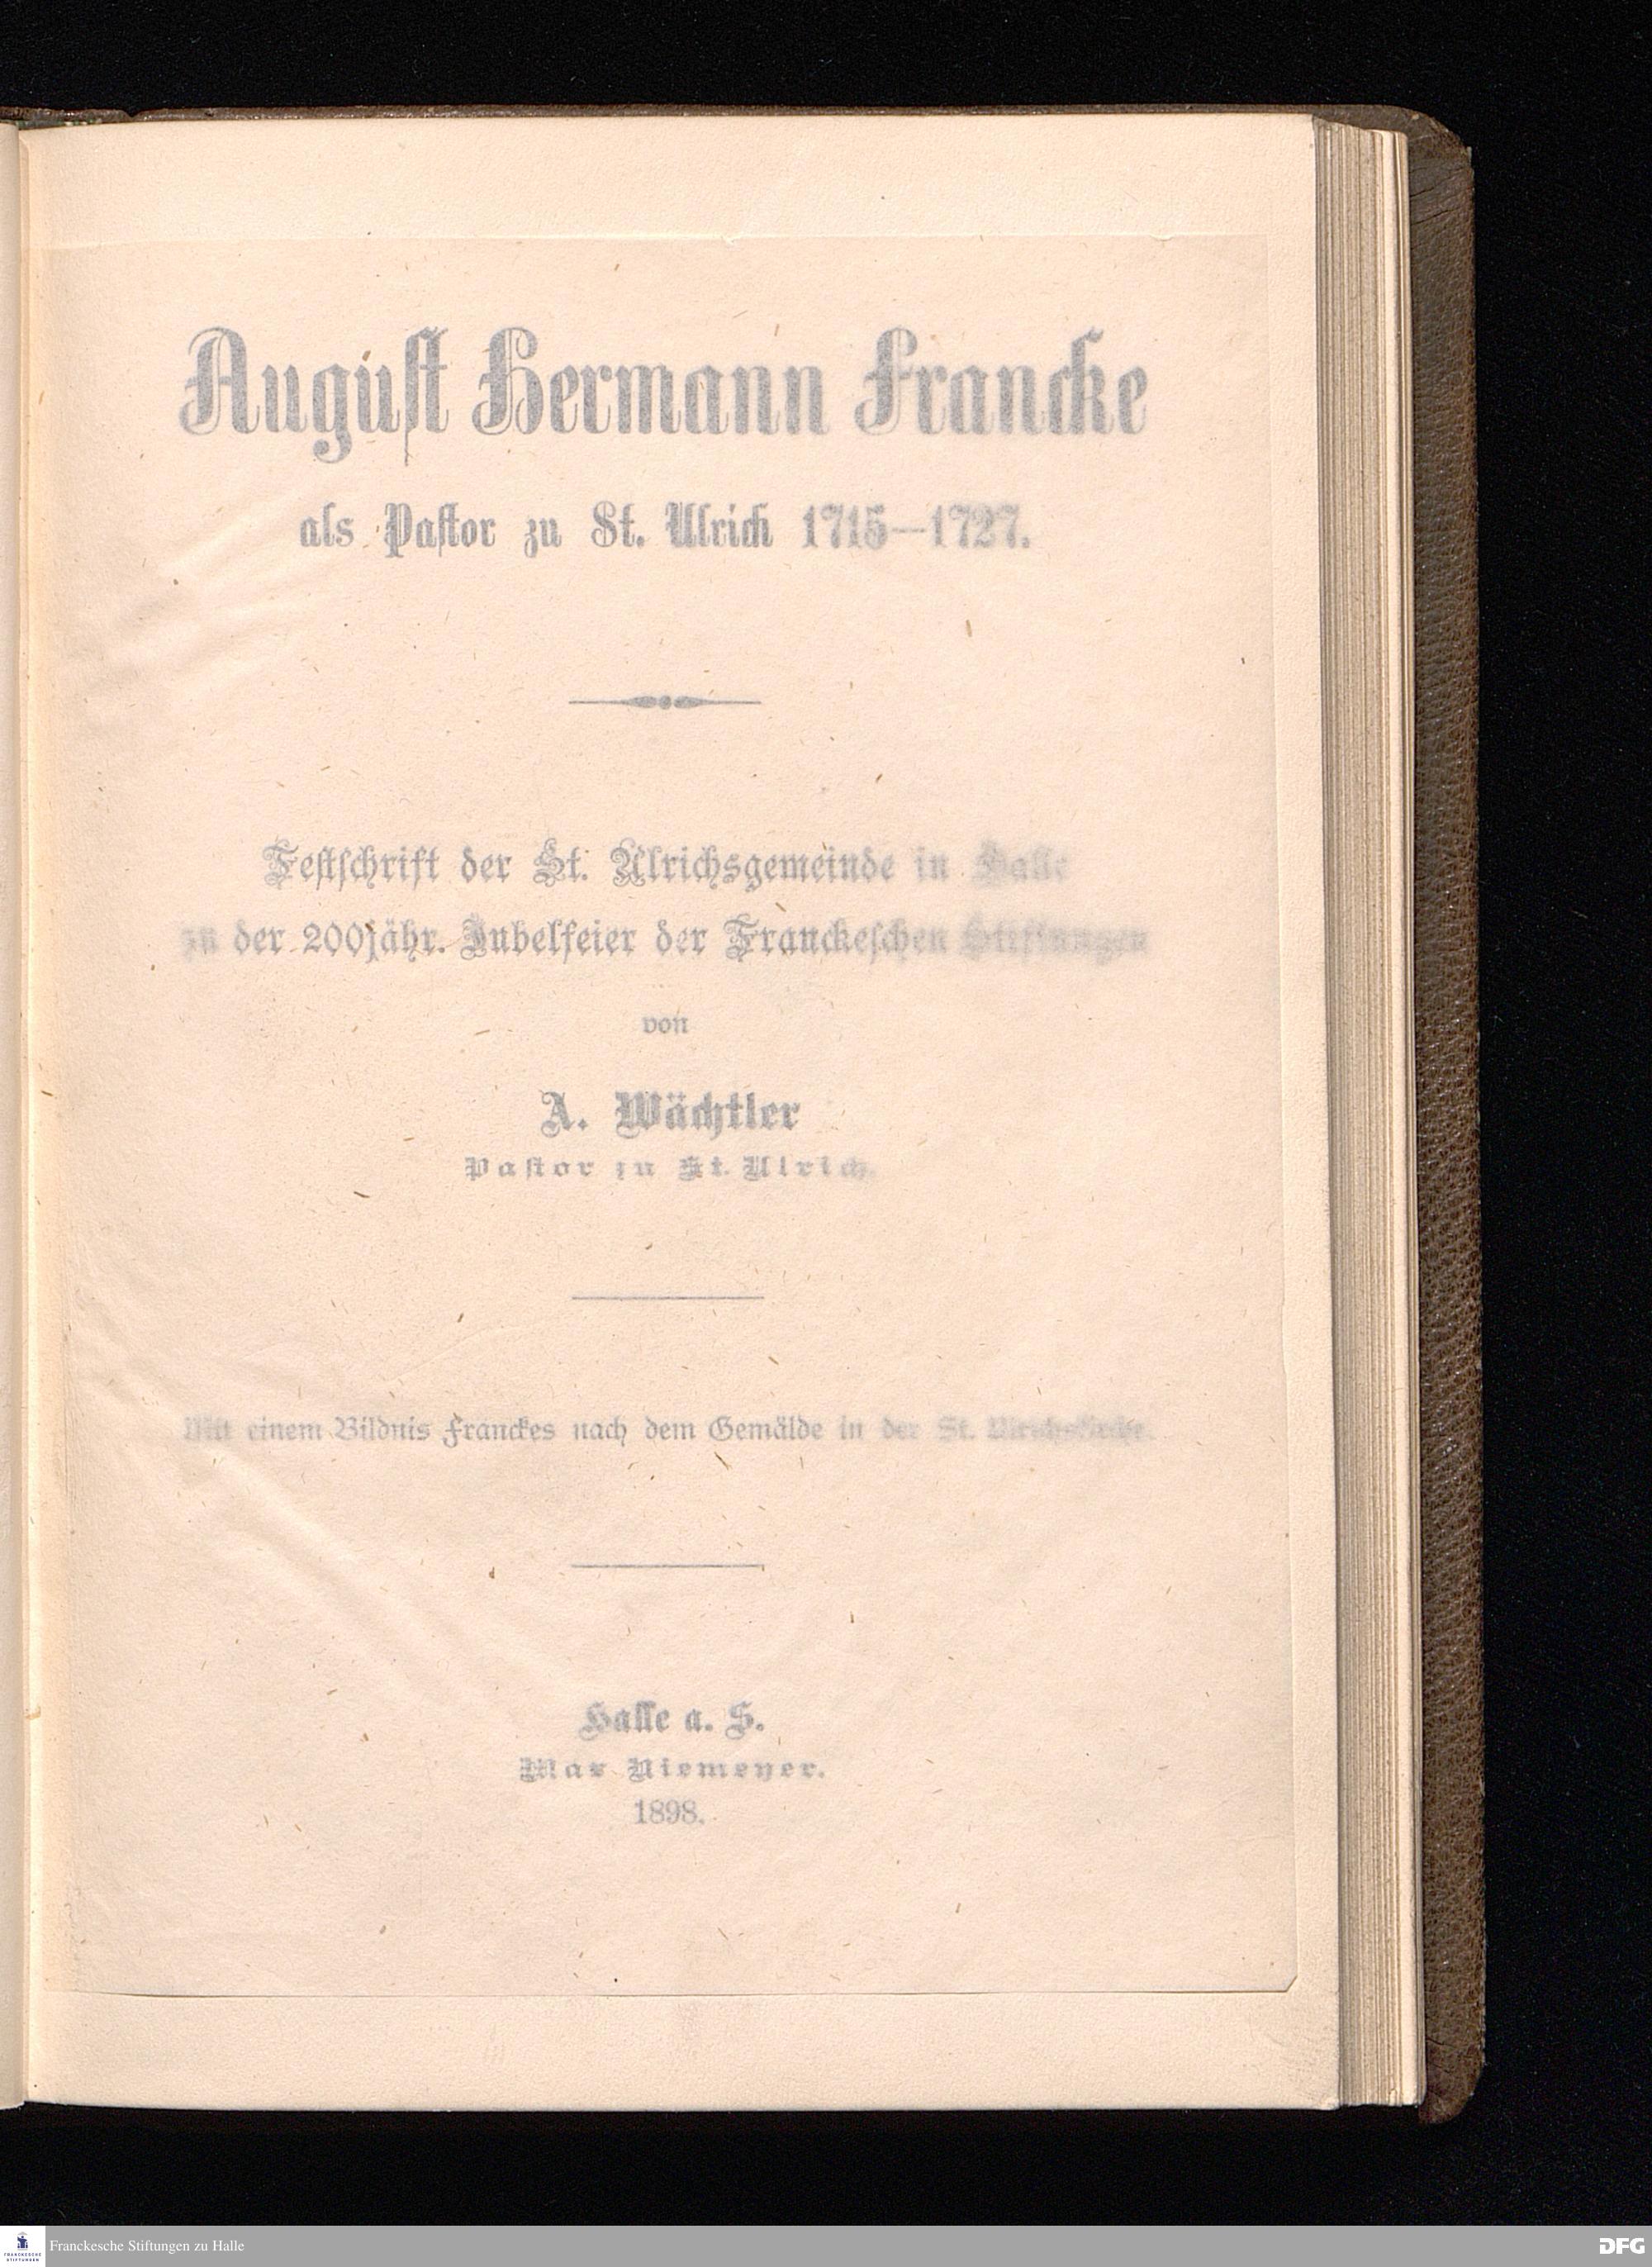 August Hermann Francke
als Pastor zu St. Ulrich 1715—1727.
Festschrift der St. Ulrichsgemeinde in Halle
zu der 200jähr. Jubelfeier der Franckeschen Stiftungen
von
A. Wächtler
Pastor zu St. Ulrich.
Mit einem Bildnis Franckes nach dem Gemälde in der St. Ulrichskirche.
Halle a. S.
Max Niemeyer.
1898.
FRANCKESCHE
STIFTUNGEN
Franckesche Stiftungen zu Halle
DFG